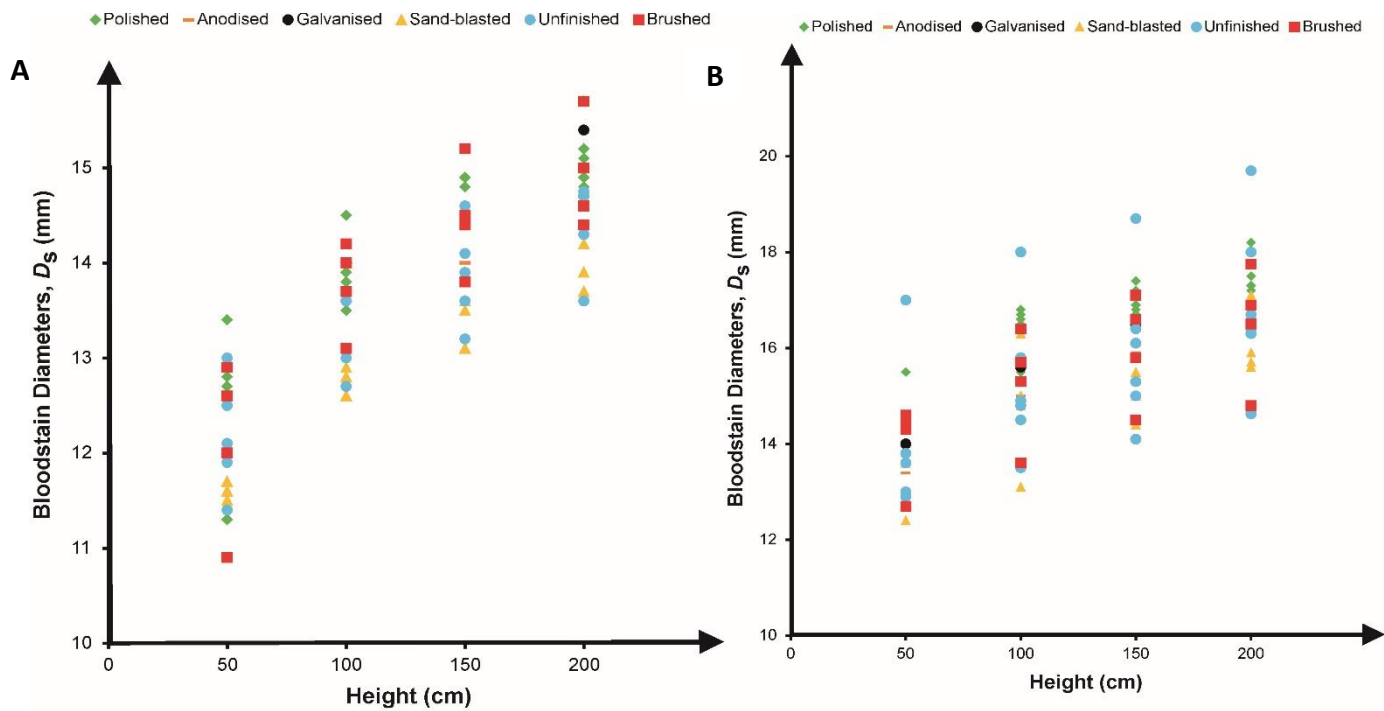 Polished Anodised Galvanised Sand-blasted Unfinished Brushed
A
Bloodstain Diameters, Ds (mm)
15
14
13
12
11
10
0 50 100 150 200
Height (cm)
Polished Anodised Galvanised Sand-blasted Unfinished Brushed
B
Bloodstain Diameters, Ds (mm)
20
18
16
14
12
10
0 50 100 150 200
Height (cm)